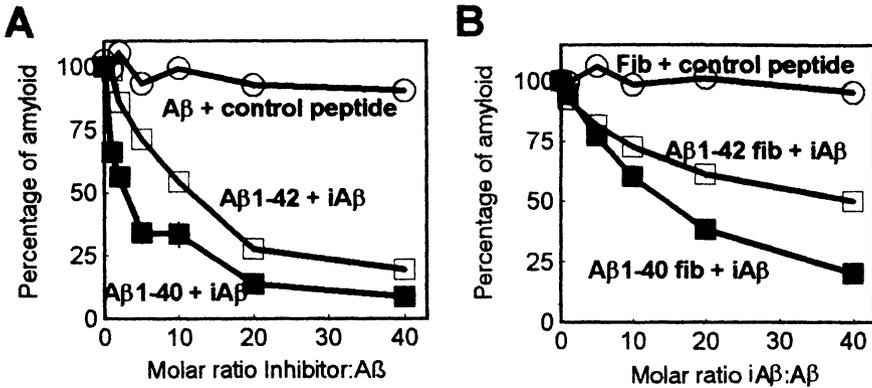 A
Percentage of amyloid
100
75
50
25
0
Aβ + control peptide
Aβ1-42 + iAβ
Aβ1-40 + iAβ
0 10 20 30 40
Molar ratio Inhibitor:Aß
B
Percentage of amyloid
100
75
50
25
0
Fib + control peptide
Aβ1-42 fib + iAβ
Aβ1-40 fib + iAβ
0 10 20 30 40
Molar ratio iAβ:Aβ